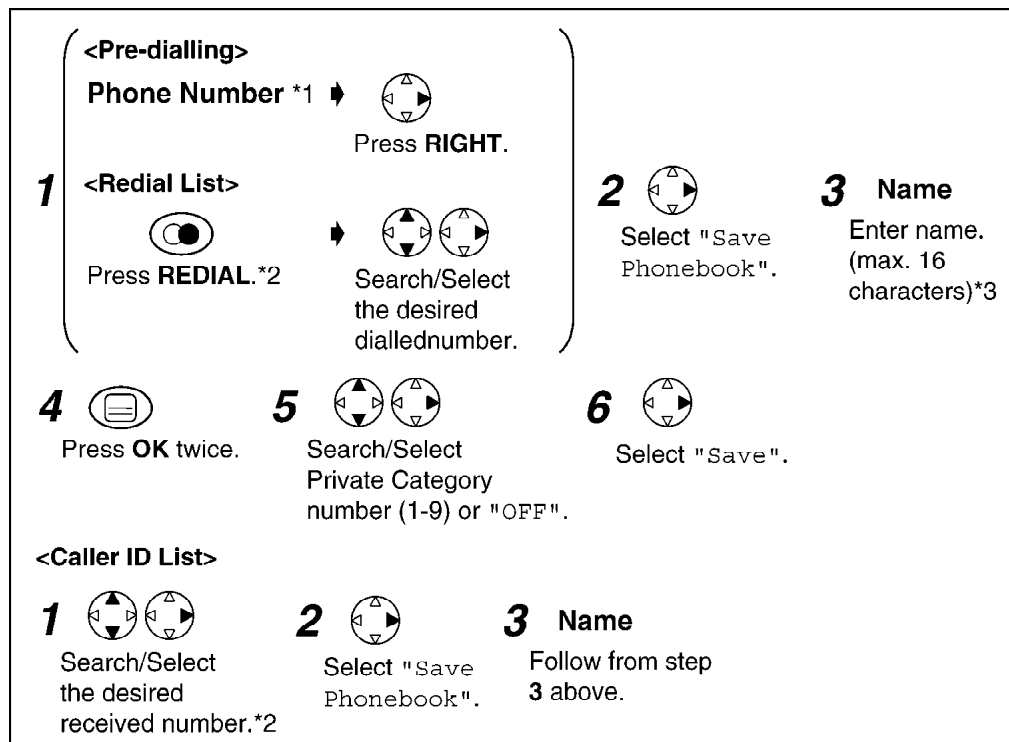 <Pre-dialling>
Phone Number *1
Press RIGHT.
1
<Redial List>
Press REDIAL.*2
Search/Select
the desired
diallednumber.
2
Select "Save
Phonebook".
3 Name
Enter name.
(max. 16
characters)*3
4
Press OK twice.
5
Search/Select
Private Category
number (1-9) or "OFF".
6
Select "Save".
<Caller ID List>
1
Search/Select
the desired
received number.*2
2
Select "Save
Phonebook".
3 Name
Follow from step
3 above.